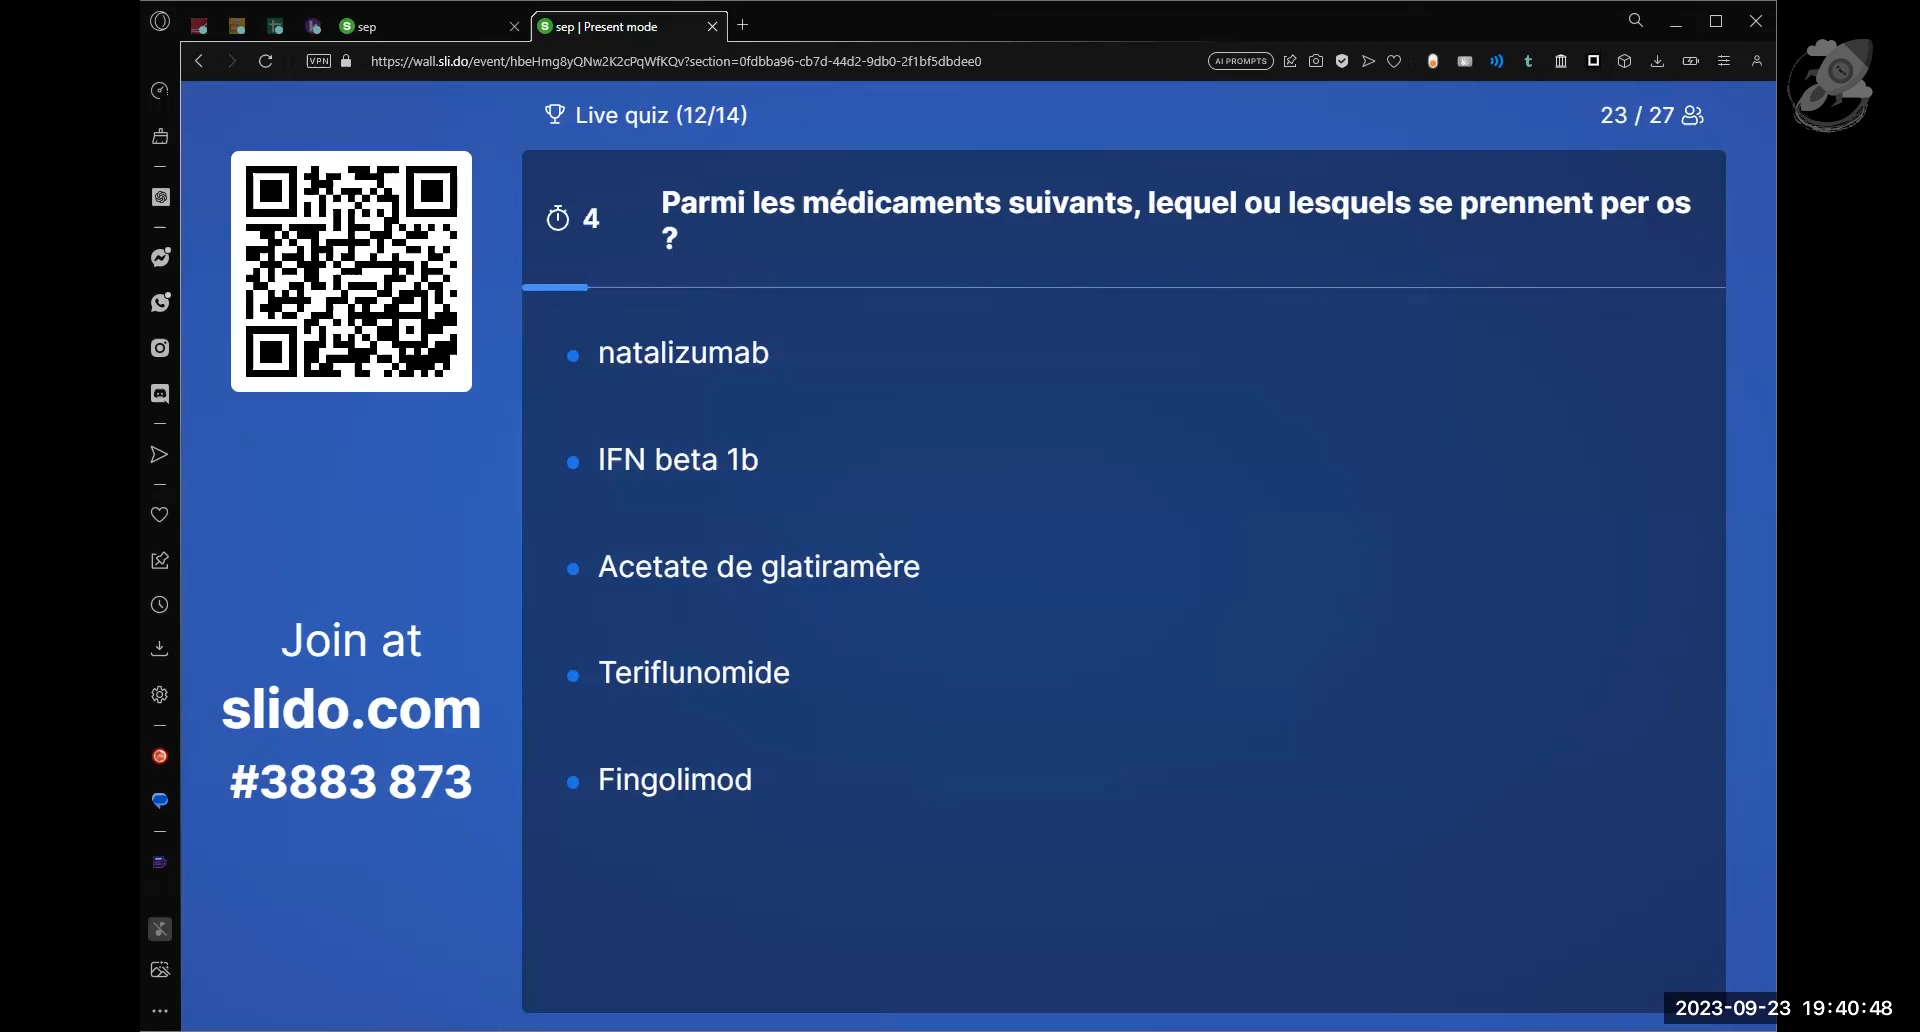 sep
sep | Present mode
VPN
https://wall.sli.do/event/hbeHmg8yQNw2K2cPqWfKQv?section=0fdbba96-cb7d-44d2-9db0-2f1bf5dbdee0
AI PROMPTS
Live quiz (12/14)
23 / 27
4
Parmi les médicaments suivants, lequel ou lesquels se prennent per os
?
natalizumab
IFN beta 1b
Acetate de glatiramère
Teriflunomide
Fingolimod
Join at
slido.com
#3883 873
2023-09-23 19:40:48